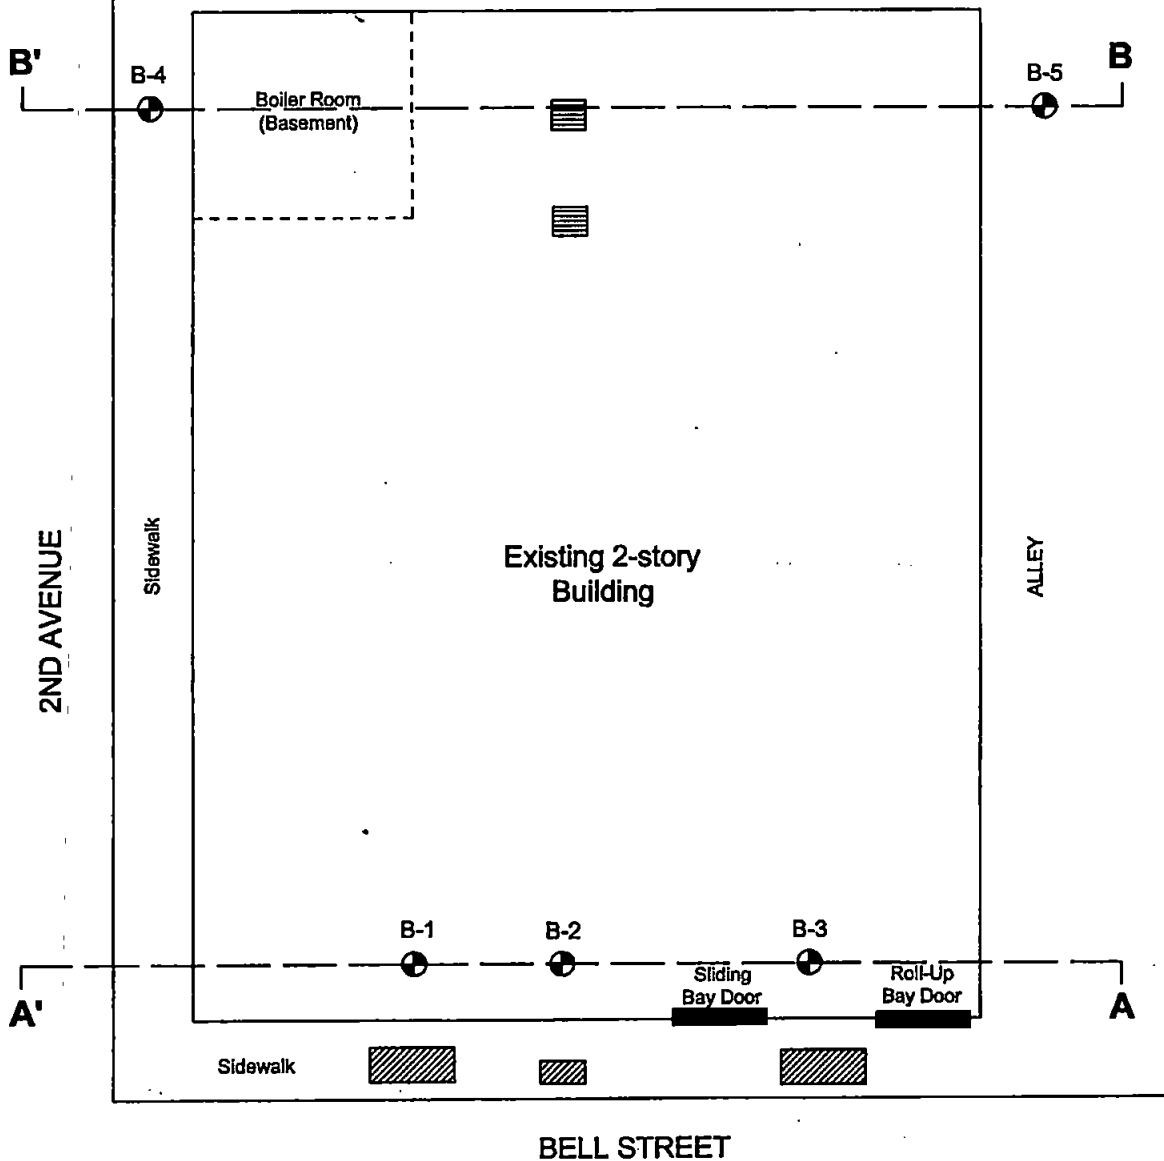 B'
B
B-4
B-5
Boiler Room
(Basement)
2ND AVENUE
Sidewalk
Existing 2-story
Building
ALLEY
B-1
B-2
B-3
Sliding
Bay Door
Roll-Up
Bay Door
A'
A
Sidewalk
BELL STREET